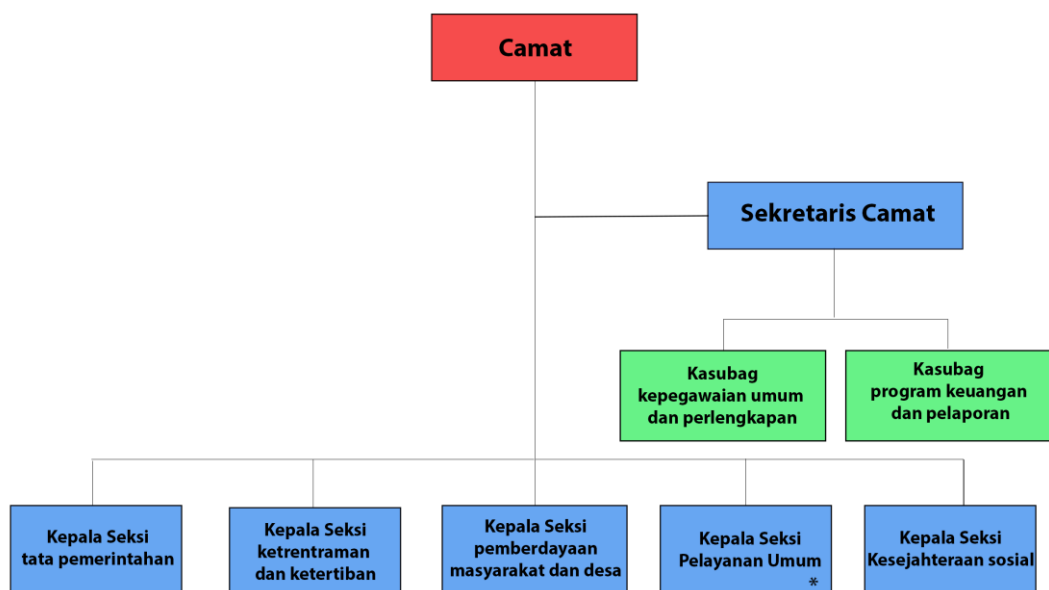 Camat
Sekretaris Camat
Kasubag
kepegawaian umum
dan perlengkapan
Kasubag
program keuangan
dan pelaporan
Kepala Seksi
tata pemerintahan
Kepala Seksi
ketrentraman
dan ketertiban
Kepala Seksi
pemberdayaan
masyarakat dan desa
Kepala Seksi
Pelayanan Umum
*
Kepala Seksi
Kesejahteraan sosial